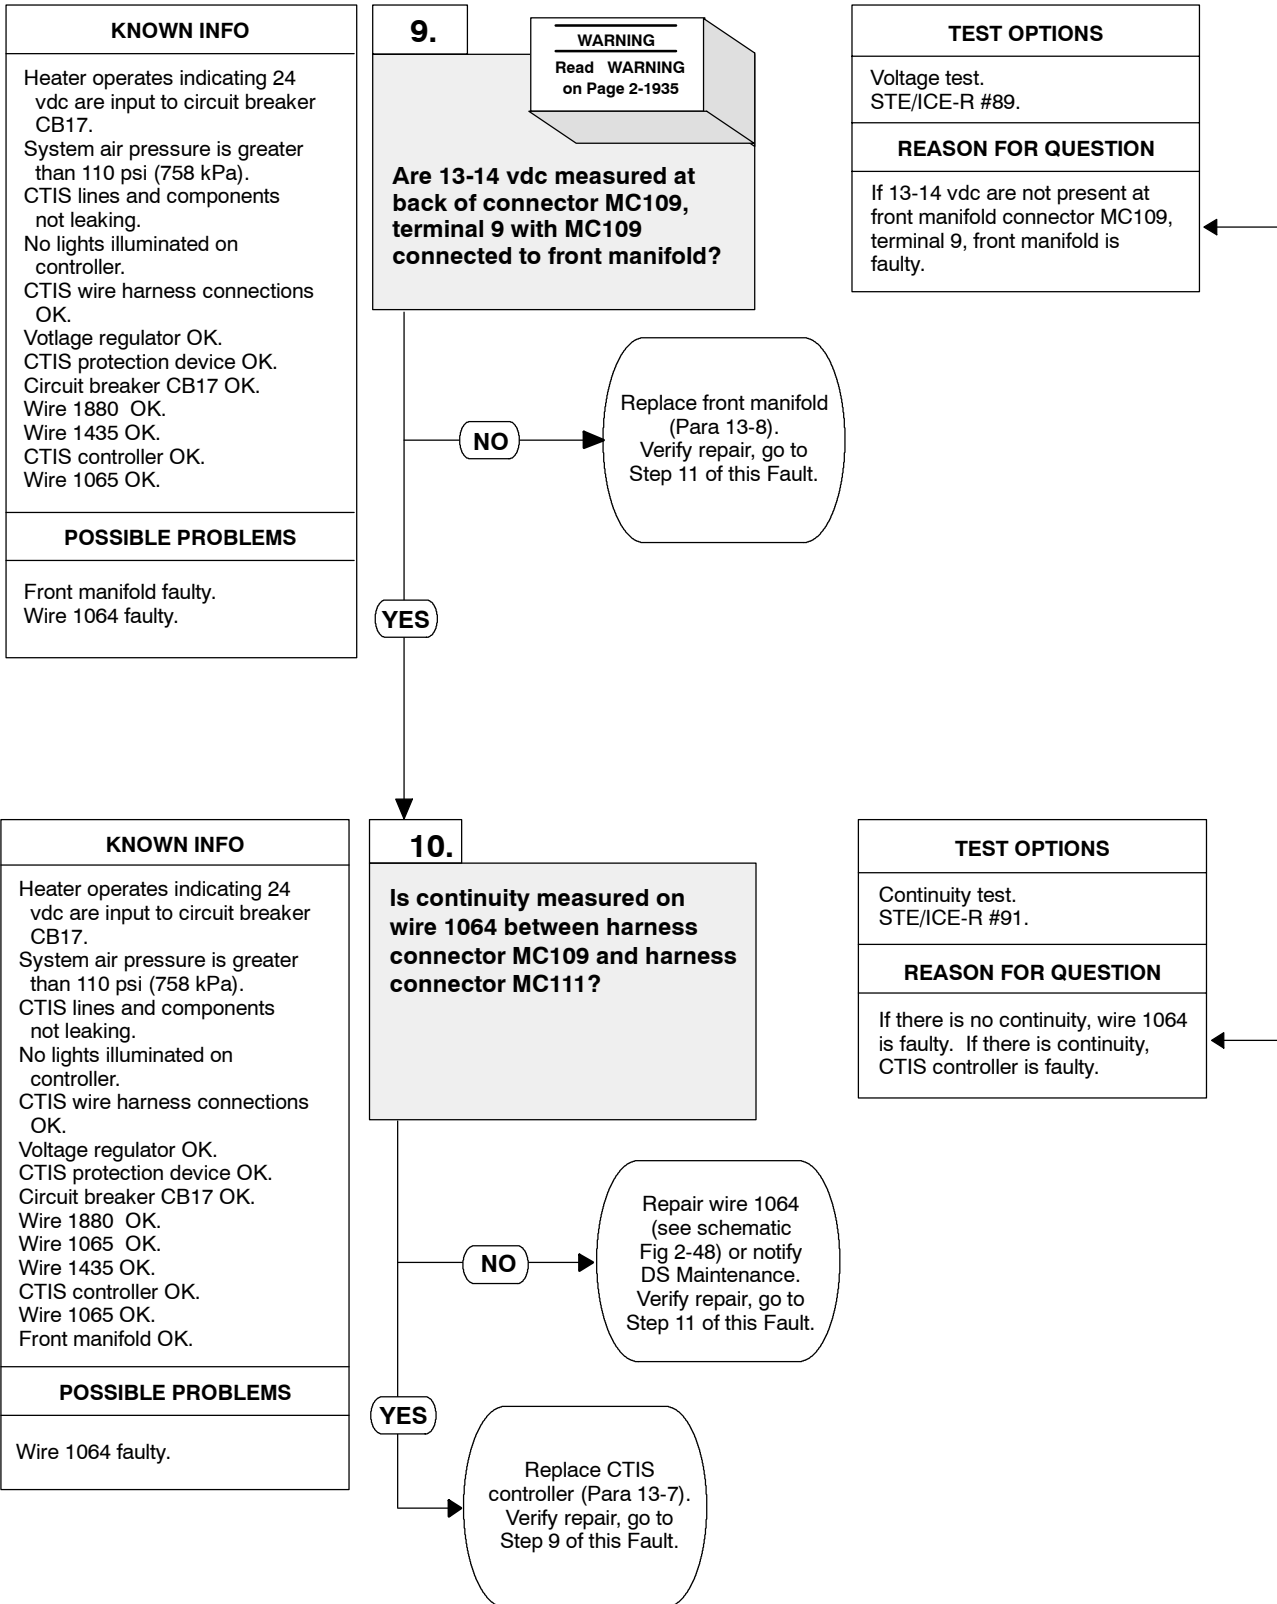 KNOWN INFO
Heater operates indicating 24
vdc are input to circuit breaker
CB17.
System air pressure is greater
than 110 psi (758 kPa).
CTIS lines and components
not leaking.
No lights illuminated on
controller.
CTIS wire harness connections
OK.
Votlage regulator OK.
CTIS protection device OK.
Circuit breaker CB17 OK.
Wire 1880 OK.
Wire 1435 OK.
CTIS controller OK.
Wire 1065 OK.
POSSIBLE PROBLEMS
Front manifold faulty.
Wire 1064 faulty.
9.
WARNING
Read WARNING
on Page 2-1935
Are 13-14 vdc measured at
back of connector MC109,
terminal 9 with MC109
connected to front manifold?
TEST OPTIONS
Voltage test.
STE/ICE-R #89.
REASON FOR QUESTION
If 13-14 vdc are not present at
front manifold connector MC109,
terminal 9, front manifold is
faulty.
NO
Replace front manifold
(Para 13-8).
Verify repair, go to
Step 11 of this Fault.
YES
KNOWN INFO
Heater operates indicating 24
vdc are input to circuit breaker
CB17.
System air pressure is greater
than 110 psi (758 kPa).
CTIS lines and components
not leaking.
No lights illuminated on
controller.
CTIS wire harness connections
OK.
Voltage regulator OK.
CTIS protection device OK.
Circuit breaker CB17 OK.
Wire 1880 OK.
Wire 1065 OK.
Wire 1435 OK.
CTIS controller OK.
Wire 1065 OK.
Front manifold OK.
POSSIBLE PROBLEMS
Wire 1064 faulty.
10.
Is continuity measured on
wire 1064 between harness
connector MC109 and harness
connector MC111?
TEST OPTIONS
Continuity test.
STE/ICE-R #91.
REASON FOR QUESTION
If there is no continuity, wire 1064
is faulty. If there is continuity,
CTIS controller is faulty.
NO
Repair wire 1064
(see schematic
Fig 2-48) or notify
DS Maintenance.
Verify repair, go to
Step 11 of this Fault.
YES
Replace CTIS
controller (Para 13-7).
Verify repair, go to
Step 9 of this Fault.